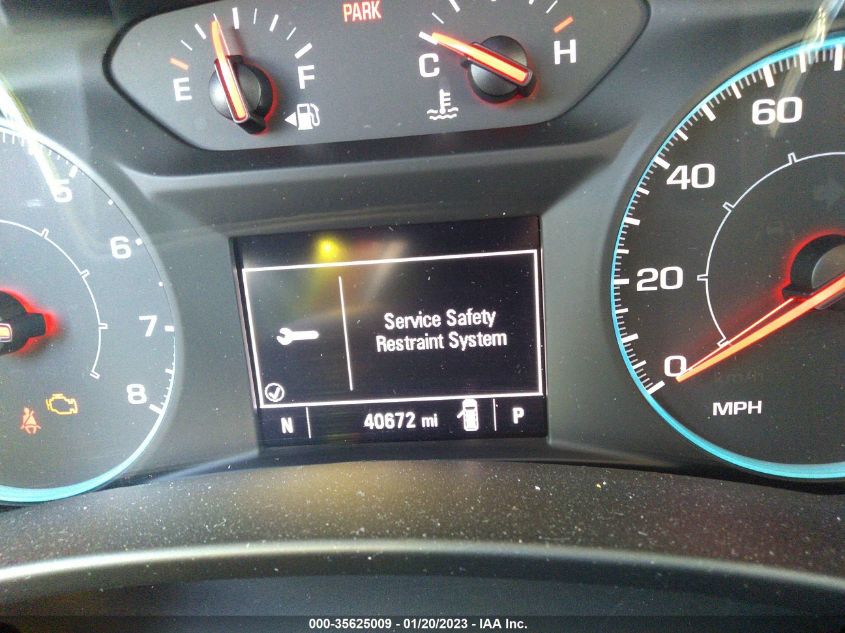 PARK
E
F
C
H
5
6
7
8
Service Safety
Restraint System
N
40672 mi
P
60
40
20
0
MPH
000-35625009 - 01/20/2023 - IAA Inc.